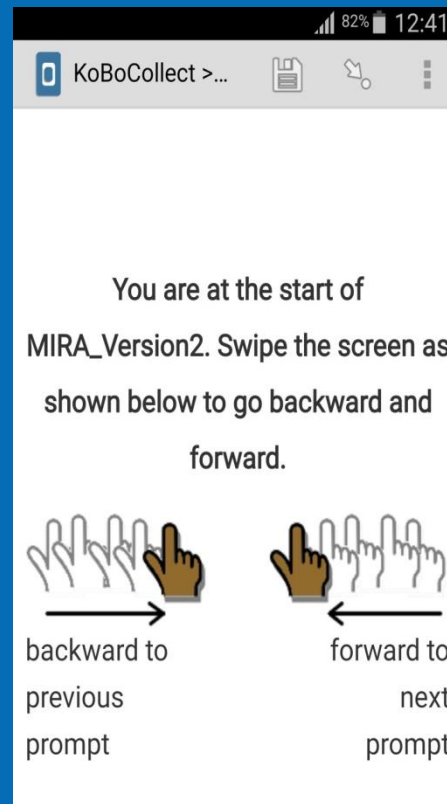 82% 12:41
KoBoCollect >...
You are at the start of
MIRA_Version2. Swipe the screen as
shown below to go backward and
forward.
backward to
previous
prompt
forward to
next
prompt